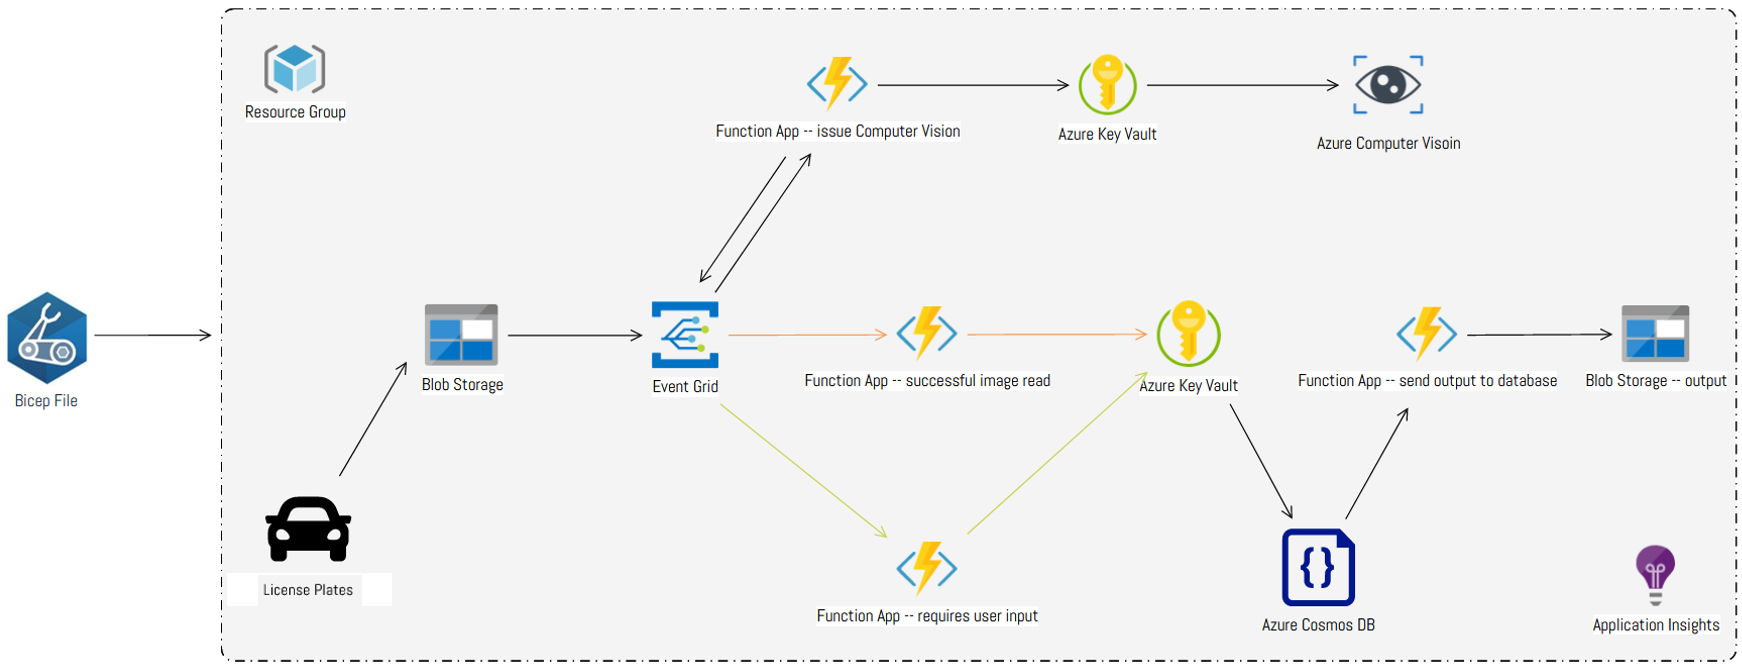 Resource Group
Function App -- issue Computer Vision
Azure Key Vault
Azure Computer Visoin
Bicep File
Blob Storage
Event Grid
Function App -- successful image read
Azure Key Vault
Function App -- send output to database
Blob Storage -- output
License Plates
Function App -- requires user input
Azure Cosmos DB
Application Insights